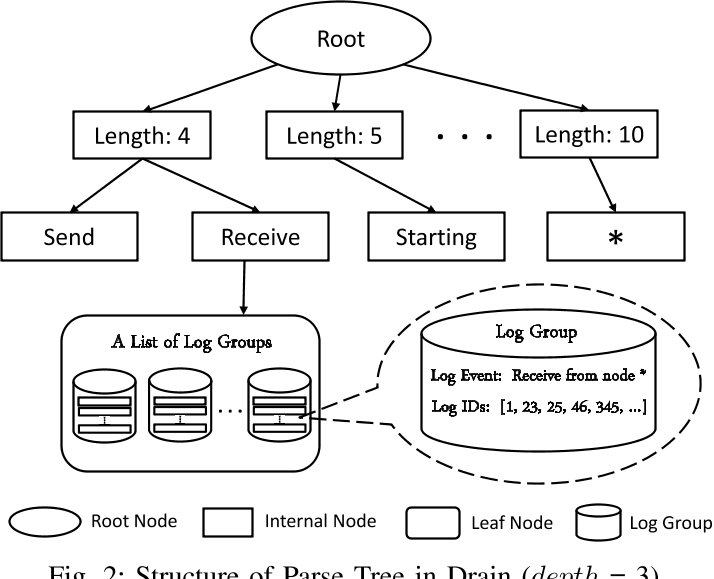 Root
Length: 4
Length: 5
. . .
Length: 10
Send
Receive
Starting
*
A List of Log Groups
...
Log Group
Log Event: Receive from node *
Log IDs: [1, 23, 25, 46, 345, ...]
Root Node
Internal Node
Leaf Node
Log Group
Fig. 2: Structure of Parse Tree in Drain (depth = 3)